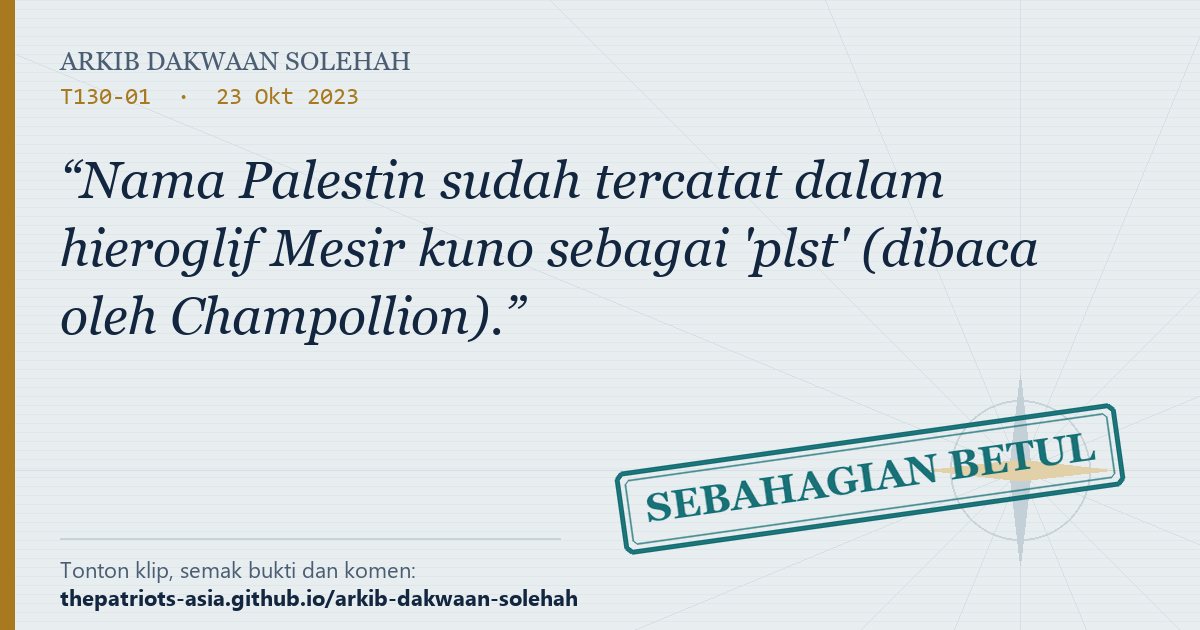 ARKIB DAKWAAN SOLEHAH
T130-01 · 23 Okt 2023
“Nama Palestin sudah tercatat dalam
hieroglif Mesir kuno sebagai 'plst' (dibaca
oleh Champollion).”
SEBAHAGIAN BETUL
Tonton klip, semak bukti dan komen:
thepatriots-asia.github.io/arkib-dakwaan-solehah